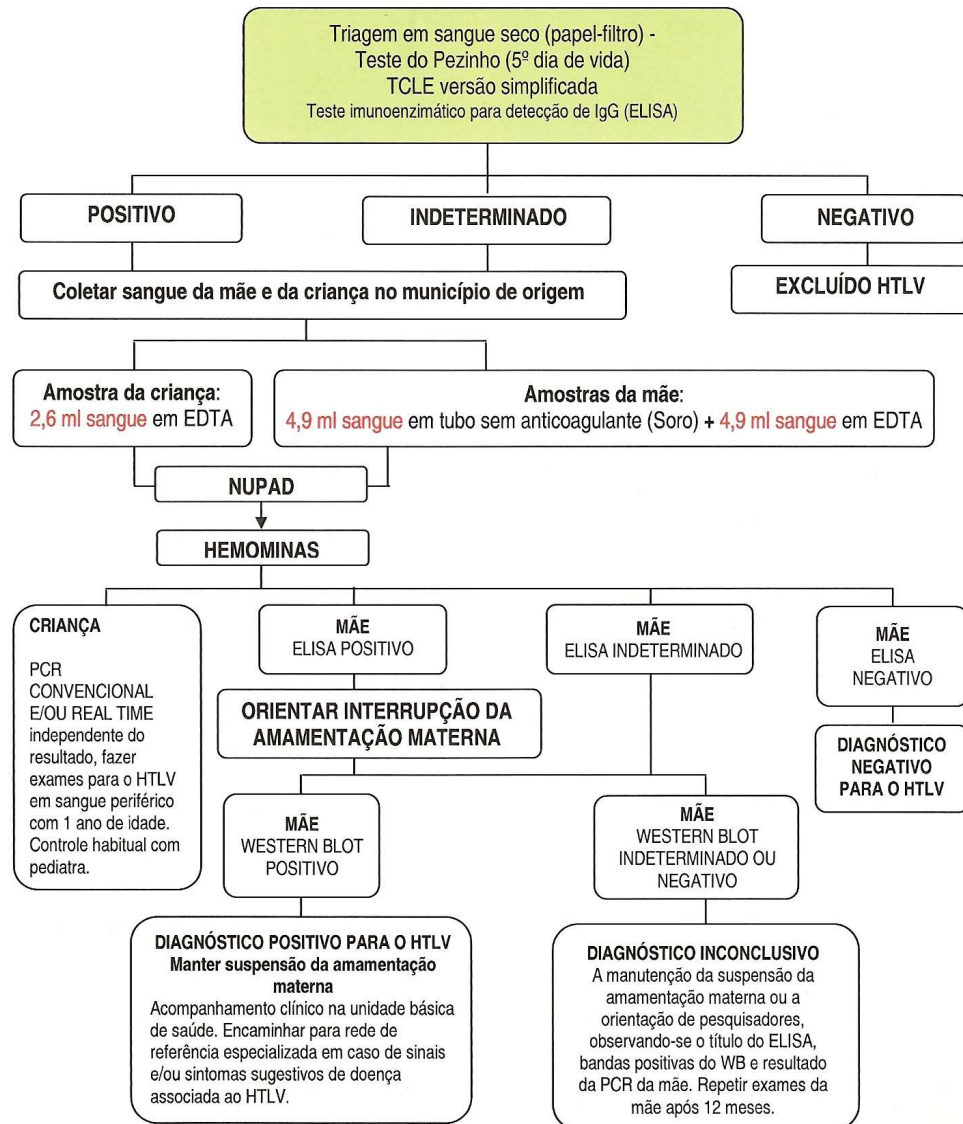 Triagem em sangue seco (papel-filtro) -
Teste do Pezinho (5º dia de vida)
TCLE versão simplificada
Teste imunoenzimático para detecção de IgG (ELISA)
POSITIVO
INDETERMINADO
NEGATIVO
Coletar sangue da mãe e da criança no município de origem
EXCLUÍDO HTLV
Amostra da criança:
2,6 ml sangue em EDTA
Amostras da mãe:
4,9 ml sangue em tubo sem anticoagulante (Soro) + 4,9 ml sangue em EDTA
NUPAD
HEMOMINAS
CRIANÇA
PCR
CONVENCIONAL
E/OU REAL TIME
independente do
resultado, fazer
exames para o HTLV
em sangue periférico
com 1 ano de idade.
Controle habitual com
pediatra.
MÃE
ELISA POSITIVO
MÃE
ELISA INDETERMINADO
MÃE
ELISA
NEGATIVO
ORIENTAR INTERRUPÇÃO DA
AMAMENTAÇÃO MATERNA
DIAGNÓSTICO
NEGATIVO
PARA O HTLV
MÃE
WESTERN BLOT
POSITIVO
MÃE
WESTERN BLOT
INDETERMINADO OU
NEGATIVO
DIAGNÓSTICO POSITIVO PARA O HTLV
Manter suspensão da amamentação
materna
Acompanhamento clínico na unidade básica
de saúde. Encaminhar para rede de
referência especializada em caso de sinais
e/ou sintomas sugestivos de doença
associada ao HTLV.
DIAGNÓSTICO INCONCLUSIVO
A manutenção da suspensão da
amamentação materna ou a
orientação de pesquisadores,
observando-se o título do ELISA,
bandas positivas do WB e resultado
da PCR da mãe. Repetir exames da
mãe após 12 meses.